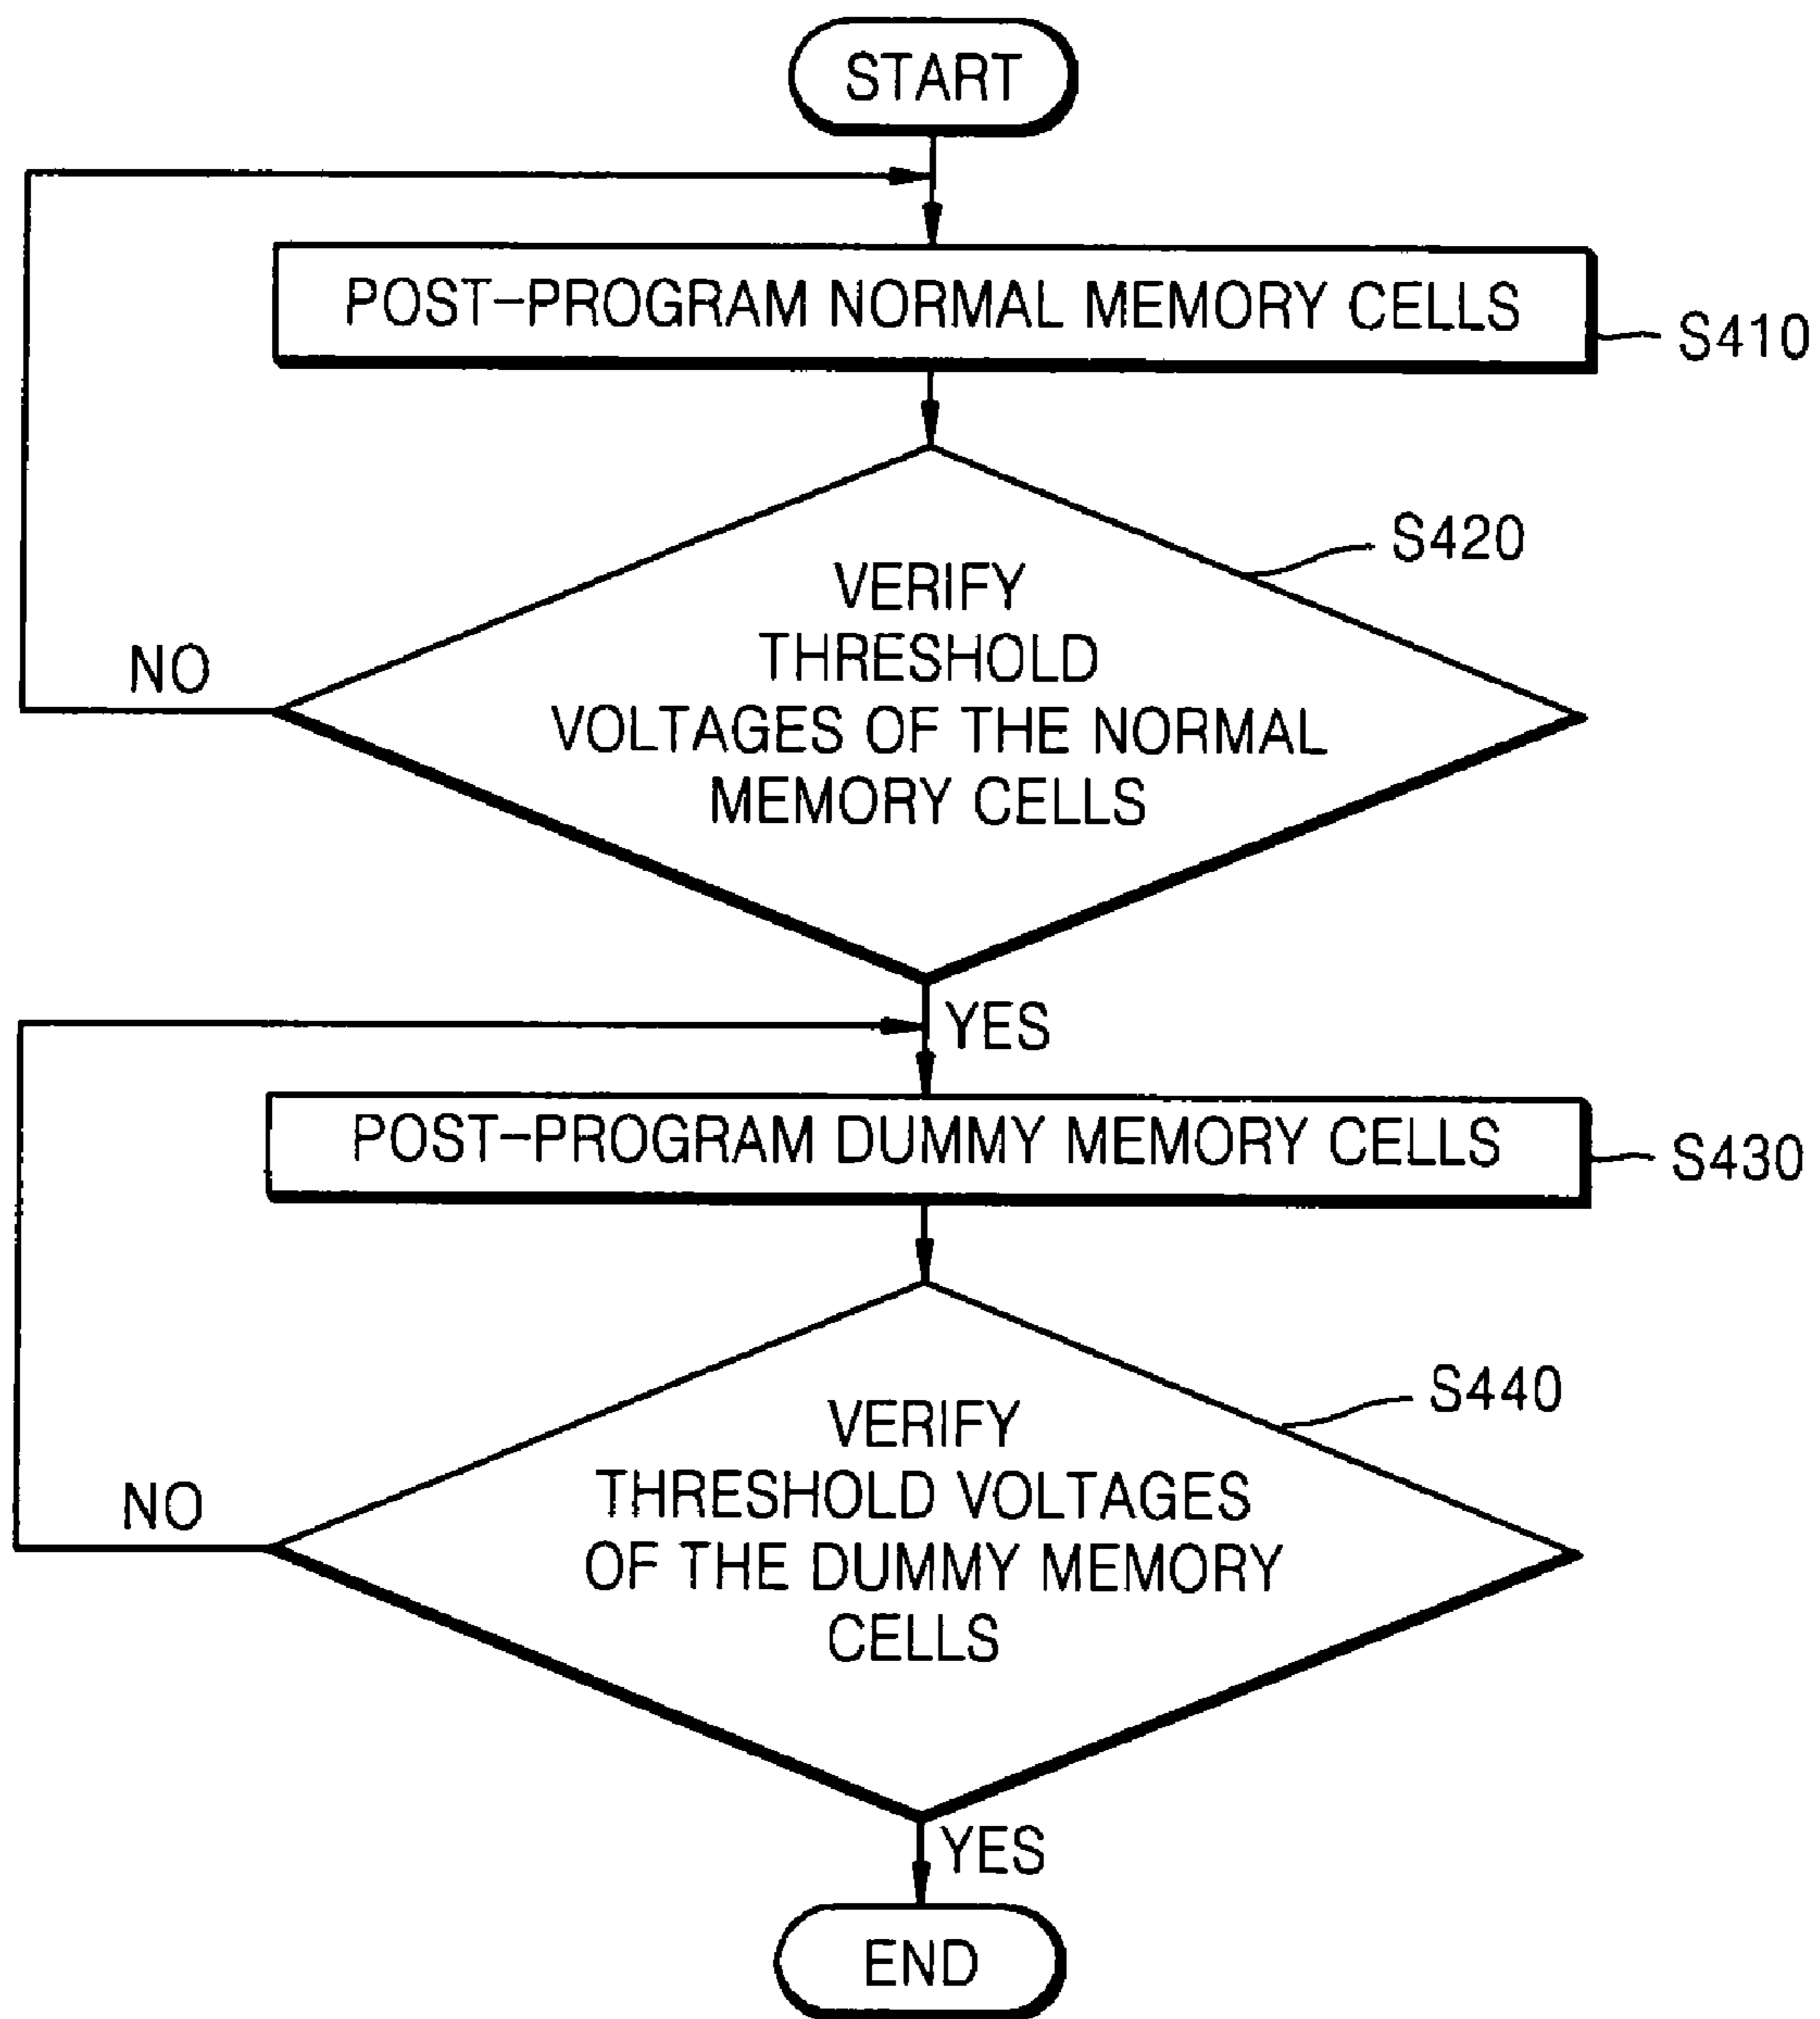 START
POST-PROGRAM NORMAL MEMORY CELLS
S410
S420
VERIFY
THRESHOLD
VOLTAGES OF THE NORMAL
MEMORY CELLS
NO
YES
POST-PROGRAM DUMMY MEMORY CELLS
S430
S440
VERIFY
THRESHOLD VOLTAGES
OF THE DUMMY MEMORY
CELLS
NO
YES
END